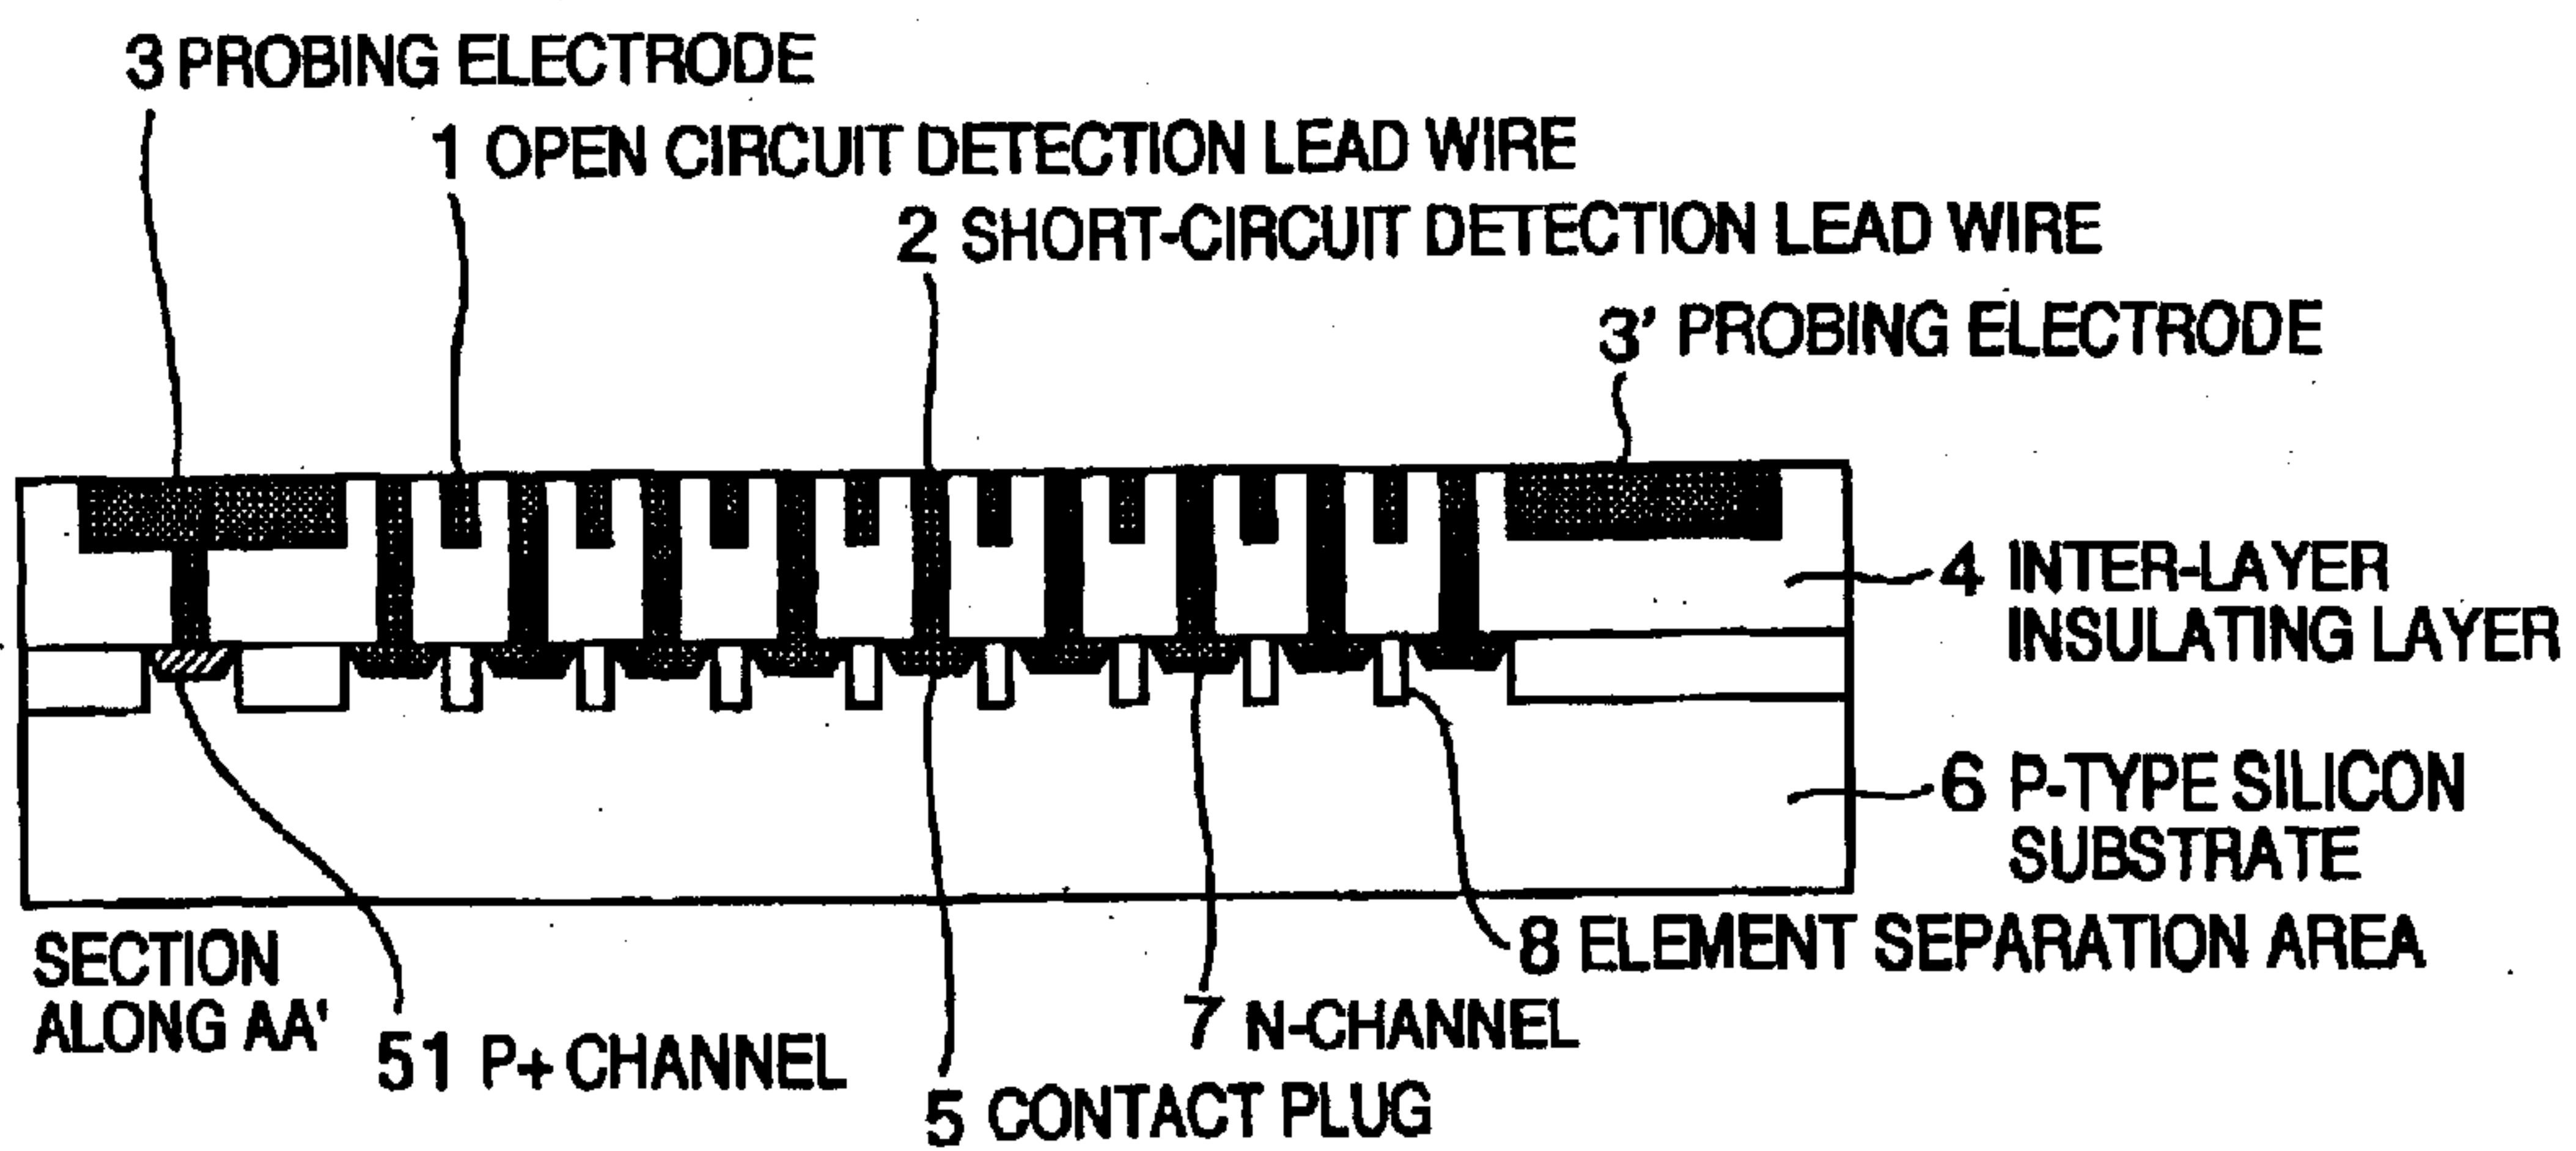 3 PROBING ELECTRODE
1 OPEN CIRCUIT DETECTION LEAD WIRE
2 SHORT-CIRCUIT DETECTION LEAD WIRE
3' PROBING ELECTRODE
4 INTER-LAYER
INSULATING LAYER
6 P-TYPE SILICON
SUBSTRATE
8 ELEMENT SEPARATION AREA
SECTION
ALONG AA'
7 N-CHANNEL
51 P+ CHANNEL
5 CONTACT PLUG